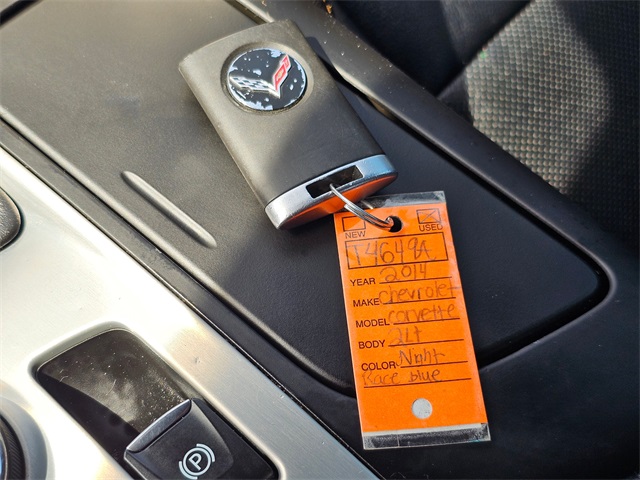 NEW USED
T4649A
YEAR 2014
MAKE chevrolet
MODEL corvette
BODY 2LT
COLOR Night
Race blue
P